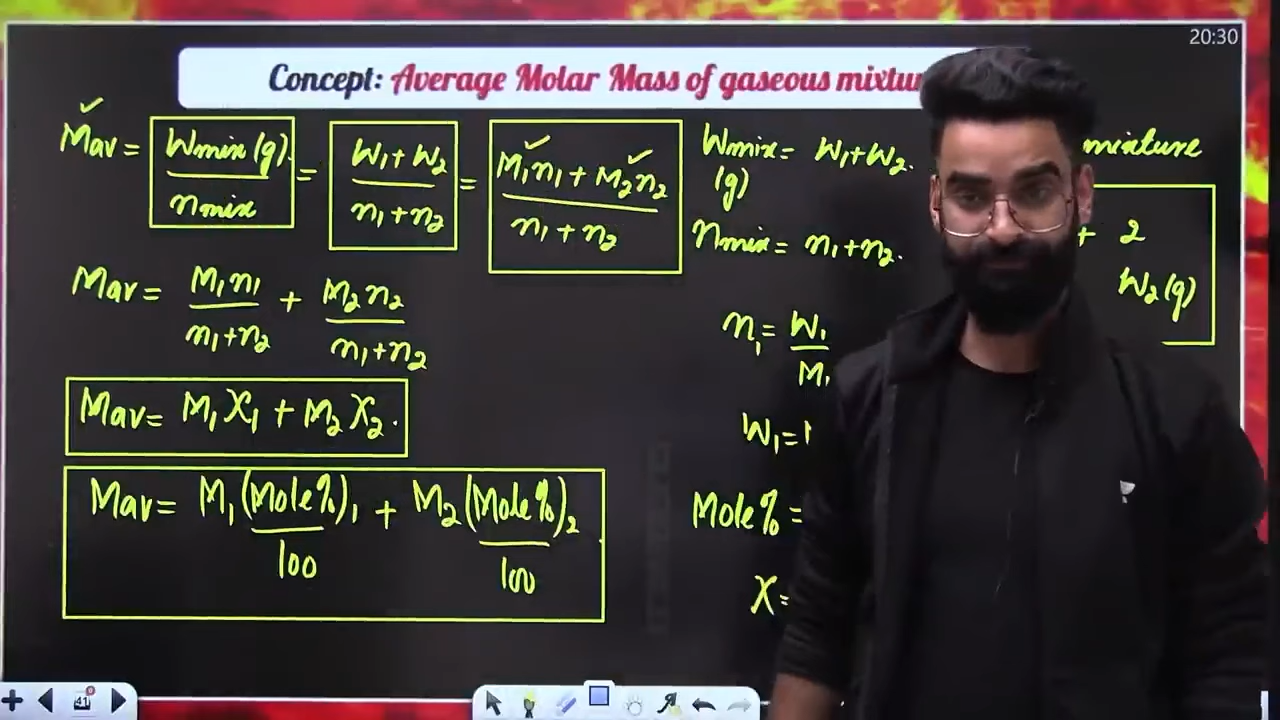 20:30
Concept: Average Molar Mass of gaseous mixtur
Mav = Wmix (g) / nmix = W1 + W2 / n1 + n2 = M1n1 + M2n2 / n1 + n2
Mav = M1n1 / n1+n2 + M2n2 / n1+n2
Mav = M1X1 + M2X2.
Mav = M1(Mole%)1 / 100 + M2(Mole%)2 / 100
Wmix = W1+W2.
(g)
nmix = n1+n2.
n1 = W1 / M1
W1 =
Mole% =
X =
mixture
+ 2
W2(g)
41